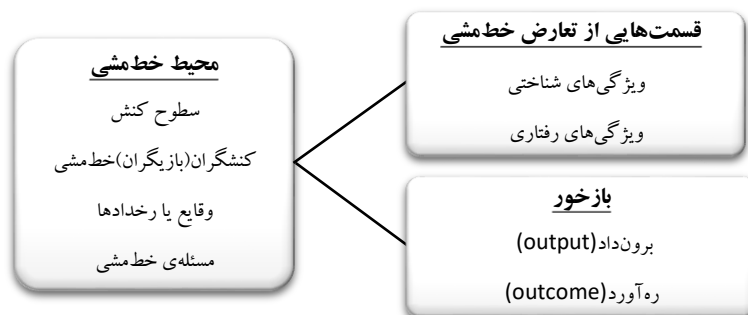 قسمت‌هایی از تعارض خط‌مشی
ویژگی‌های شناختی
ویژگی‌های رفتاری
محیط خط‌مشی
سطوح کنش
کنشگران(بازیگران)خط‌مشی
وقایع یا رخدادها
مسئله‌ی خط‌مشی
بازخور
برون‌داد(output)
ره‌آورد(outcome)